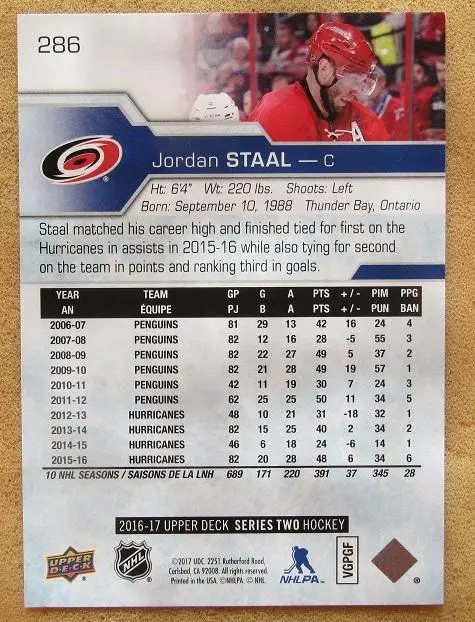 286
A
Jordan STAAL — C
Ht: 6'4" Wt: 220 lbs. Shoots: Left
Born: September 10, 1988 Thunder Bay, Ontario
Staal matched his career high and finished tied for first on the
Hurricanes in assists in 2015-16 while also tying for second
on the team in points and ranking third in goals.
YEAR TEAM GP G A PTS + / - PIM PPG
AN ÉQUIPE PJ B A PTS + / - PUN BAN
2006-07 PENGUINS 81 29 13 42 16 24 4
2007-08 PENGUINS 82 12 16 28 -5 55 3
2008-09 PENGUINS 82 22 27 49 5 37 2
2009-10 PENGUINS 82 21 28 49 19 57 1
2010-11 PENGUINS 42 11 19 30 7 24 3
2011-12 PENGUINS 62 25 25 50 11 34 5
2012-13 HURRICANES 48 10 21 31 -18 32 1
2013-14 HURRICANES 82 15 25 40 2 34 2
2014-15 HURRICANES 46 6 18 24 -6 14 1
2015-16 HURRICANES 82 20 28 48 6 34 6
10 NHL SEASONS / SAISONS DE LA LNH 689 171 220 391 37 345 28
2016-17 UPPER DECK SERIES TWO HOCKEY
UPPER DECK
NHL
©2017 UDC. 2251 Rutherford Road,
Carlsbad, CA 92008. All rights reserved.
Printed in the USA. ©NHLPA. © NHL.
NHLPA
VGPGF
®